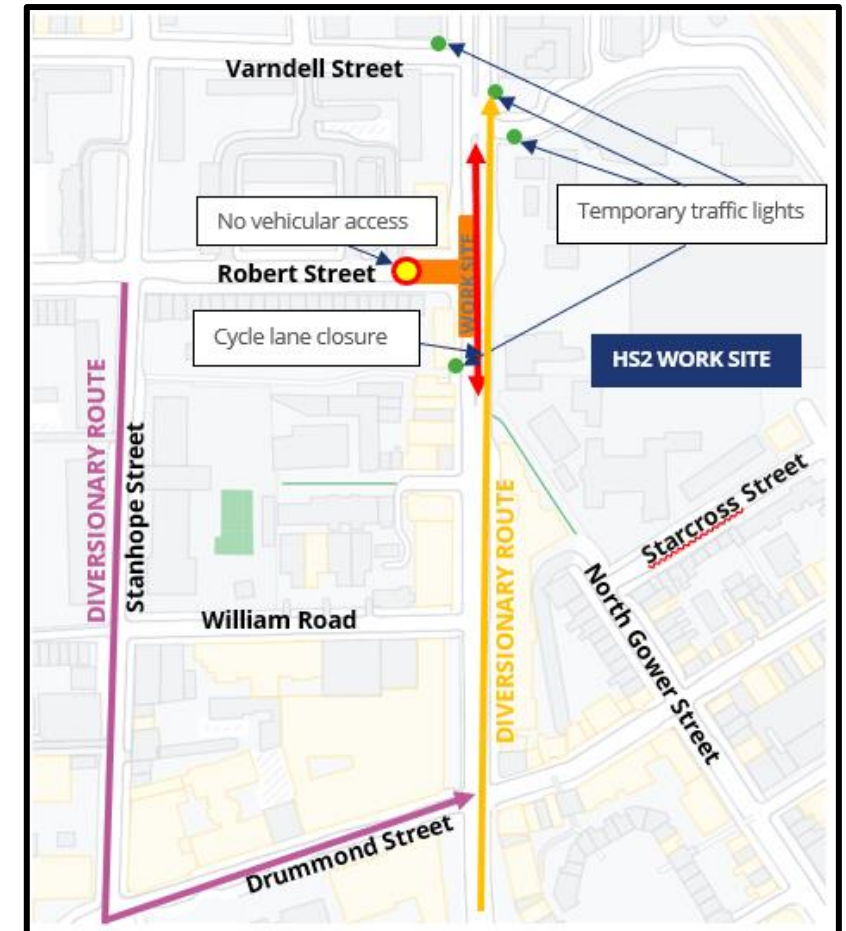 Varndell Street
Temporary traffic lights
No vehicular access
Robert Street
WORK SITE
Cycle lane closure
HS2 WORK SITE
DIVERSIONARY ROUTE
Stanhope Street
DIVERSIONARY ROUTE
Starcross Street
North Gower Street
William Road
Drummond Street